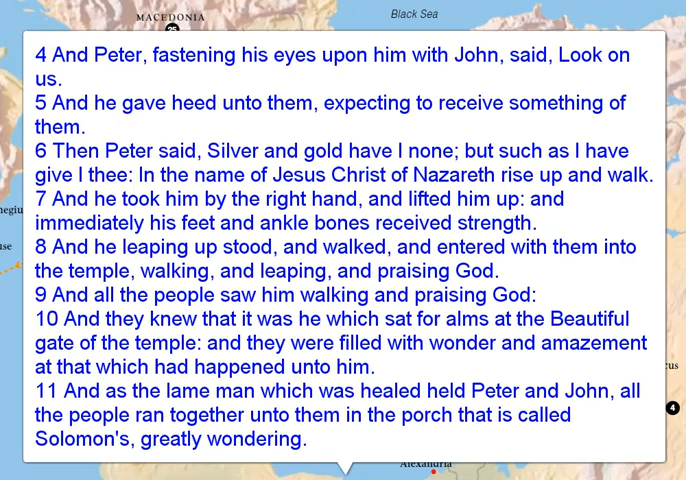 Black Sea
MACEDONIA
25
4 And Peter, fastening his eyes upon him with John, said, Look on
us.
5 And he gave heed unto them, expecting to receive something of
them.
6 Then Peter said, Silver and gold have I none; but such as I have
give I thee: In the name of Jesus Christ of Nazareth rise up and walk.
7 And he took him by the right hand, and lifted him up: and
immediately his feet and ankle bones received strength.
8 And he leaping up stood, and walked, and entered with them into
the temple, walking, and leaping, and praising God.
9 And all the people saw him walking and praising God:
10 And they knew that it was he which sat for alms at the Beautiful
gate of the temple: and they were filled with wonder and amazement
at that which had happened unto him.
11 And as the lame man which was healed held Peter and John, all
the people ran together unto them in the porch that is called
Solomon's, greatly wondering.
4
Alexandria